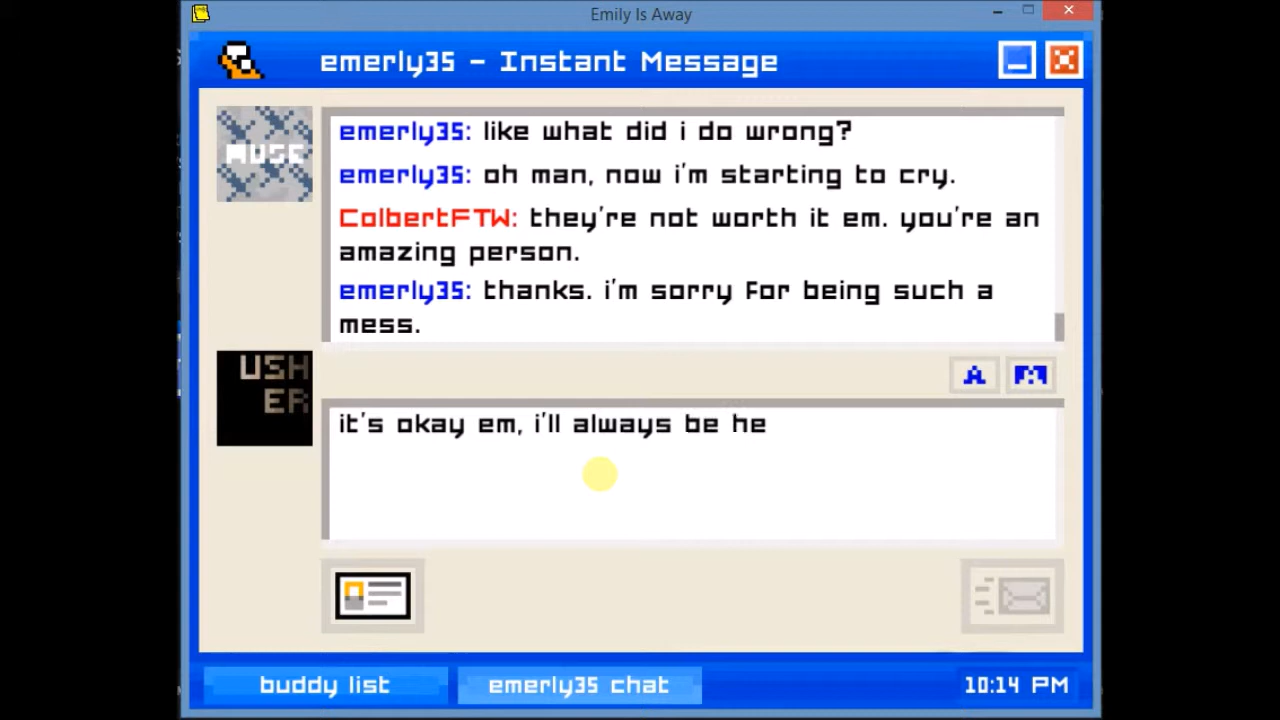 Emily Is Away
emerly35 - Instant Message
MUSE
emerly35: like what did i do wrong?
emerly35: oh man, now i'm starting to cry.
ColbertFTW: they're not worth it em. you're an
amazing person.
emerly35: thanks. i'm sorry for being such a
mess.
USH
ER
A
M
it's okay em, i'll always be he
buddy list
emerly35 chat
10:14 PM